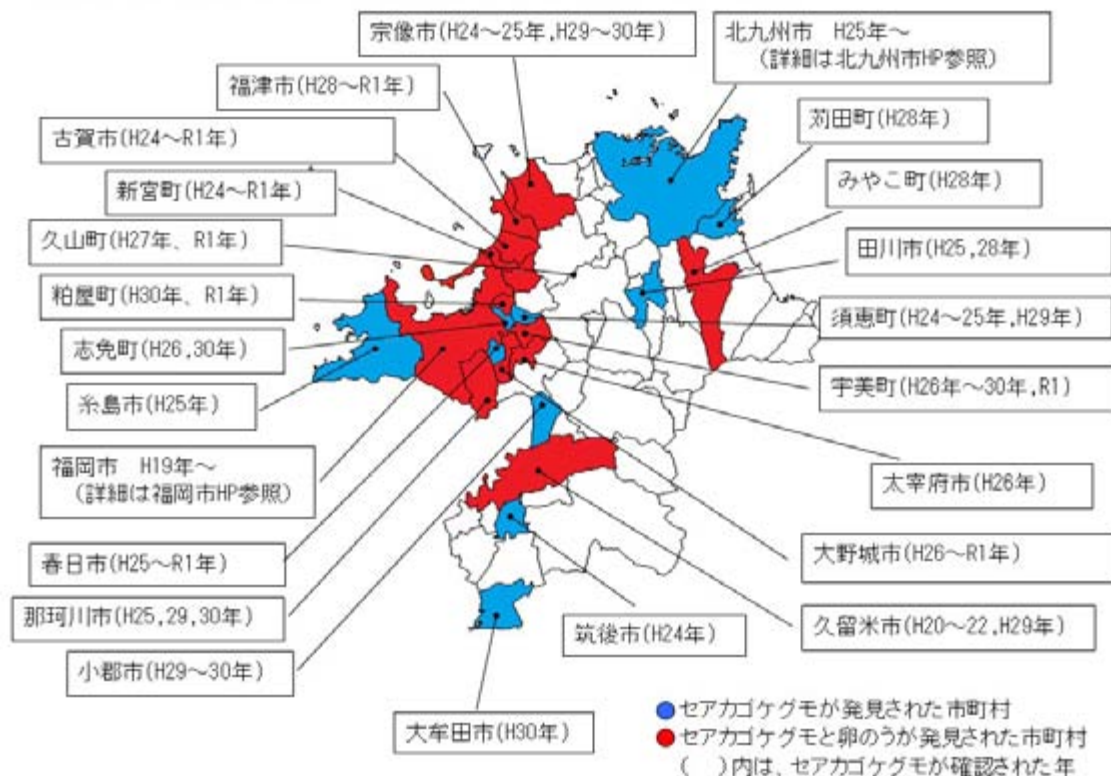 宗像市(H24～25年,H29～30年)
北九州市　H25年～
(詳細は北九州市HP参照)
福津市(H28～R1年)
苅田町(H28年)
古賀市(H24～R1年)
みやこ町(H28年)
新宮町(H24～R1年)
久山町(H27年、R1年)
田川市(H25,28年)
粕屋町(H30年、R1年)
須恵町(H24～25年,H29年)
志免町(H26,30年)
宇美町(H26年～30年,R1)
糸島市(H25年)
福岡市　H19年～
(詳細は福岡市HP参照)
太宰府市(H26年)
春日市(H25～R1年)
大野城市(H26～R1年)
那珂川市(H25,29,30年)
筑後市(H24年)
久留米市(H20～22,H29年)
小郡市(H29～30年)
大牟田市(H30年)
●セアカゴケグモが発見された市町村
●セアカゴケグモと卵のうが発見された市町村
(　)内は、セアカゴケグモが確認された年